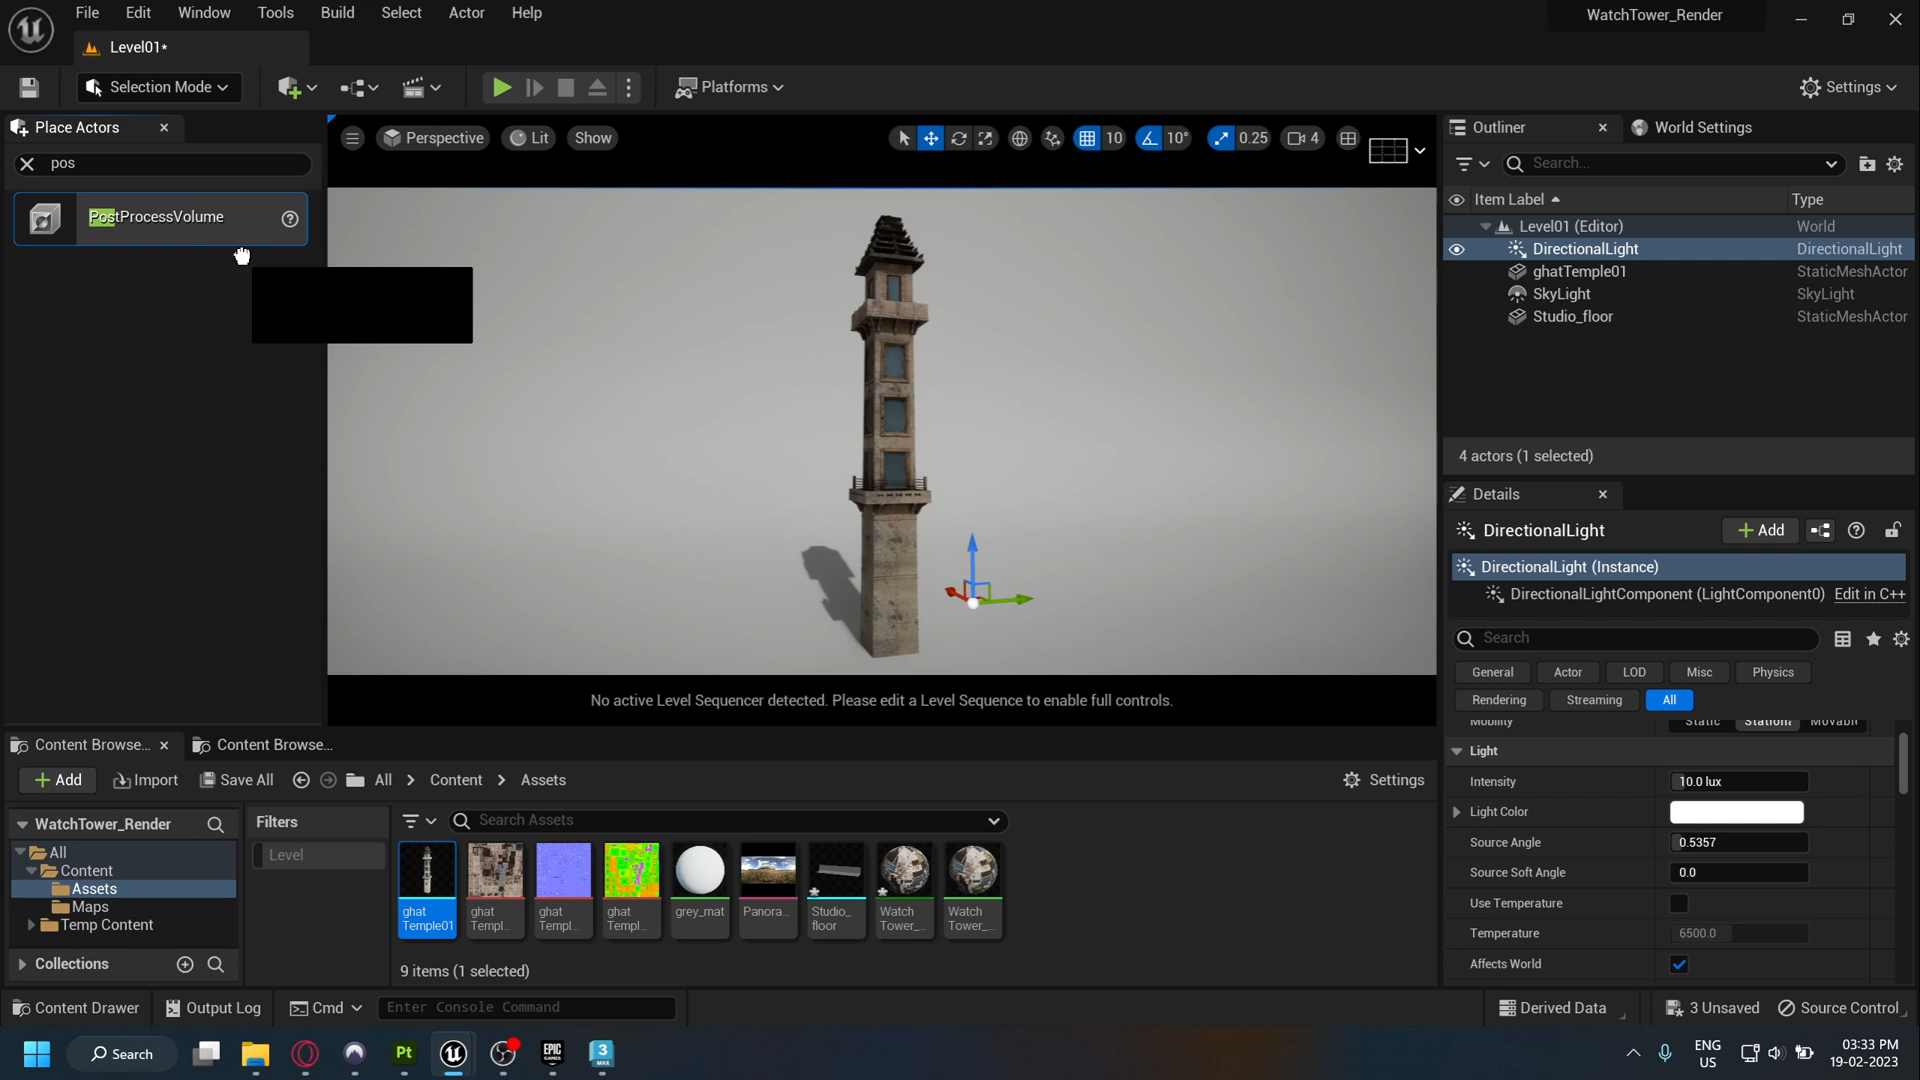 File Edit Window Tools Build Select Actor Help
WatchTower_Render
Level01*
Selection Mode
Platforms
Settings
Place Actors
pos
PostProcessVolume
Perspective
Lit
Show
10
10°
0.25
4
No active Level Sequencer detected. Please edit a Level Sequence to enable full controls.
Outliner
World Settings
Search...
Item Label
Type
Level01 (Editor)
World
DirectionalLight
DirectionalLight
ghatTemple01
StaticMeshActor
SkyLight
SkyLight
Studio_floor
StaticMeshActor
4 actors (1 selected)
Details
DirectionalLight
Add
DirectionalLight (Instance)
DirectionalLightComponent (LightComponent0)
Edit in C++
Search
General
Actor
LOD
Misc
Physics
Rendering
Streaming
All
Mobility
Static
Movable
Light
Intensity
10.0 lux
Light Color
Source Angle
0.5357
Source Soft Angle
0.0
Use Temperature
Temperature
6500.0
Affects World
Content Browse...
Content Browse...
Add
Import
Save All
All
Content
Assets
Settings
WatchTower_Render
Filters
Level
Search Assets
All
Content
Assets
Maps
Temp Content
Collections
ghat
Temple01
ghat
Templ...
ghat
Templ...
ghat
Templ...
grey_mat
Panora...
Studio_
floor
Watch
Tower_...
Watch
Tower_...
9 items (1 selected)
Content Drawer
Output Log
Cmd
Enter Console Command
Derived Data
3 Unsaved
Source Control
Search
Pt
EPIC
GAMES
3
MAX
ENG
US
03:33 PM
19-02-2023